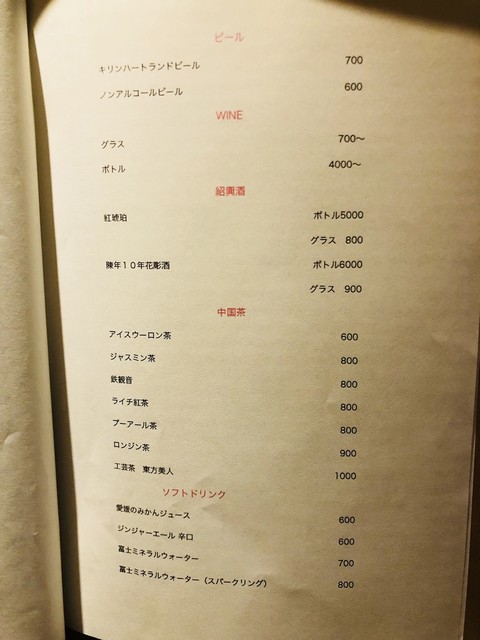 ビール
キリンハートランドビール 700
ノンアルコールビール 600
WINE
グラス 700〜
ボトル 4000〜
紹興酒
紅琥珀 ボトル5000
グラス 800
陳年10年花彫酒 ボトル6000
グラス 900
中国茶
アイスウーロン茶 600
ジャスミン茶 800
鉄観音 800
ライチ紅茶 800
プーアール茶 800
ロンジン茶 900
工芸茶 東方美人 1000
ソフトドリンク
愛媛のみかんジュース 600
ジンジャーエール 辛口 600
富士ミネラルウォーター 700
富士ミネラルウォーター（スパークリング） 800